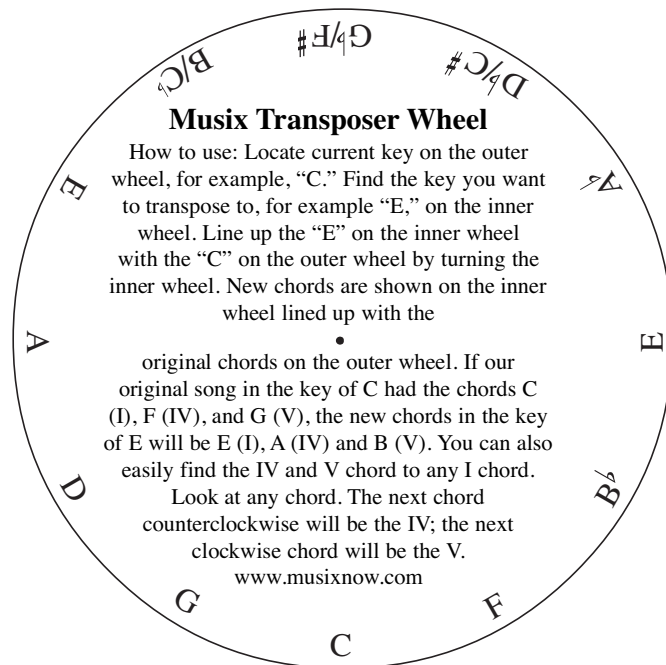 G♭/F♯
D♭/C♯
A♭
E
B♭
F
C
G
D
A
E
B/C♭
Musix Transposer Wheel
How to use: Locate current key on the outer
wheel, for example, “C.” Find the key you want
to transpose to, for example “E,” on the inner
wheel. Line up the “E” on the inner wheel
with the “C” on the outer wheel by turning the
inner wheel. New chords are shown on the inner
wheel lined up with the
original chords on the outer wheel. If our
original song in the key of C had the chords C
(I), F (IV), and G (V), the new chords in the key
of E will be E (I), A (IV) and B (V). You can also
easily find the IV and V chord to any I chord.
Look at any chord. The next chord
counterclockwise will be the IV; the next
clockwise chord will be the V.
www.musixnow.com